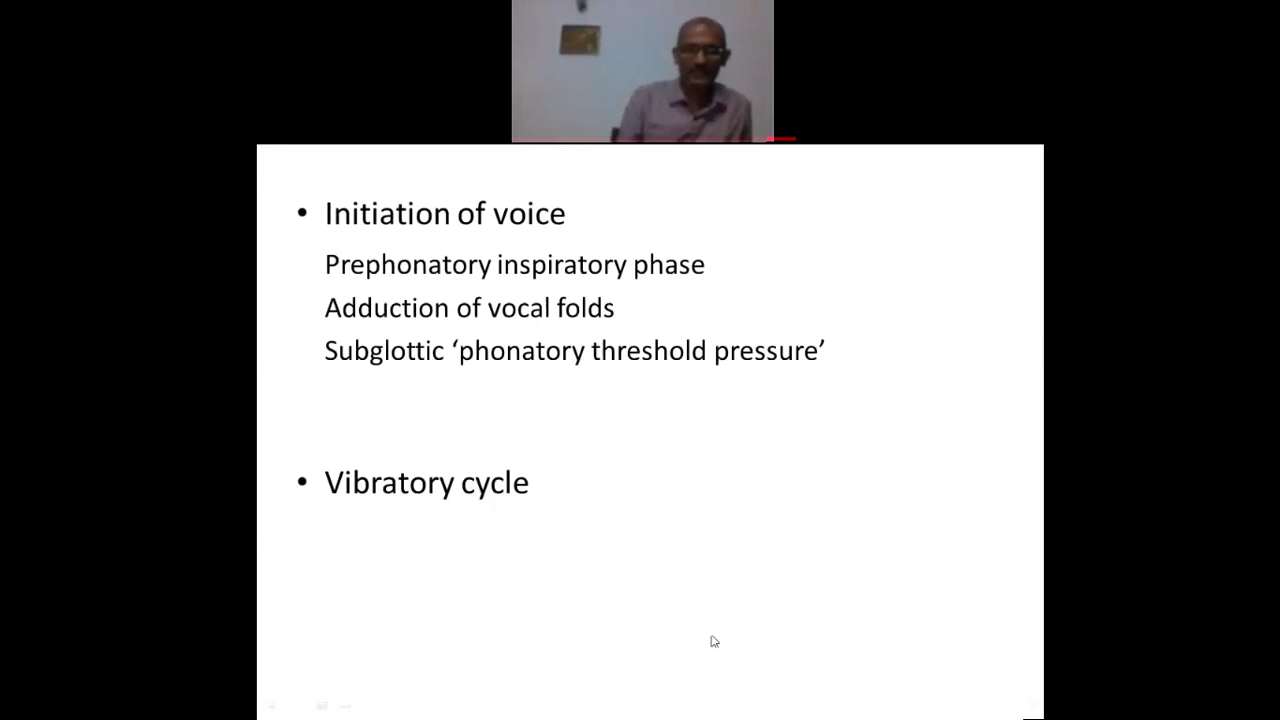 • Initiation of voice
Prephonatory inspiratory phase
Adduction of vocal folds
Subglottic ‘phonatory threshold pressure’
• Vibratory cycle